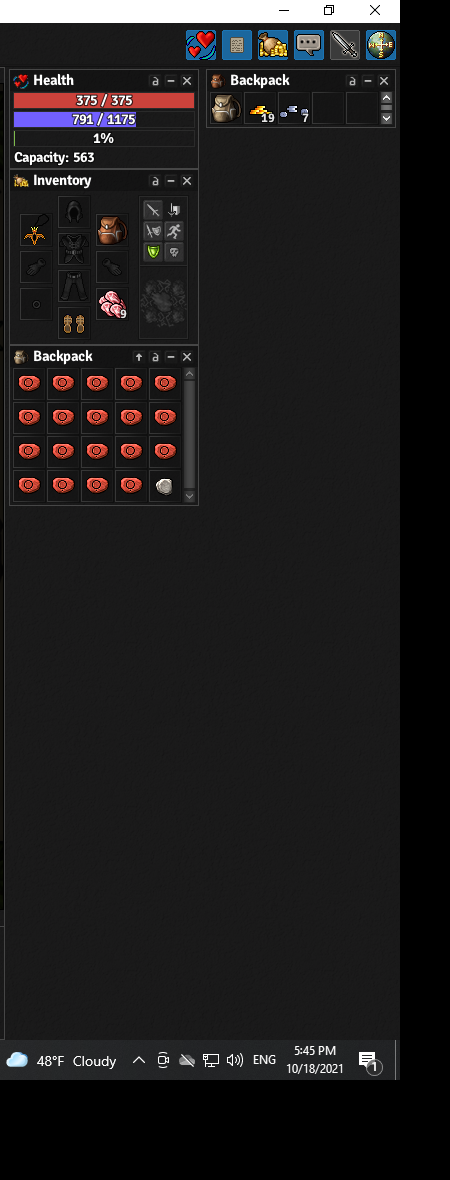 Health
375 / 375
791 / 1175
1%
Capacity: 563
Inventory
9
Backpack
Backpack
19
7
48°F Cloudy
ENG
5:45 PM
10/18/2021
1